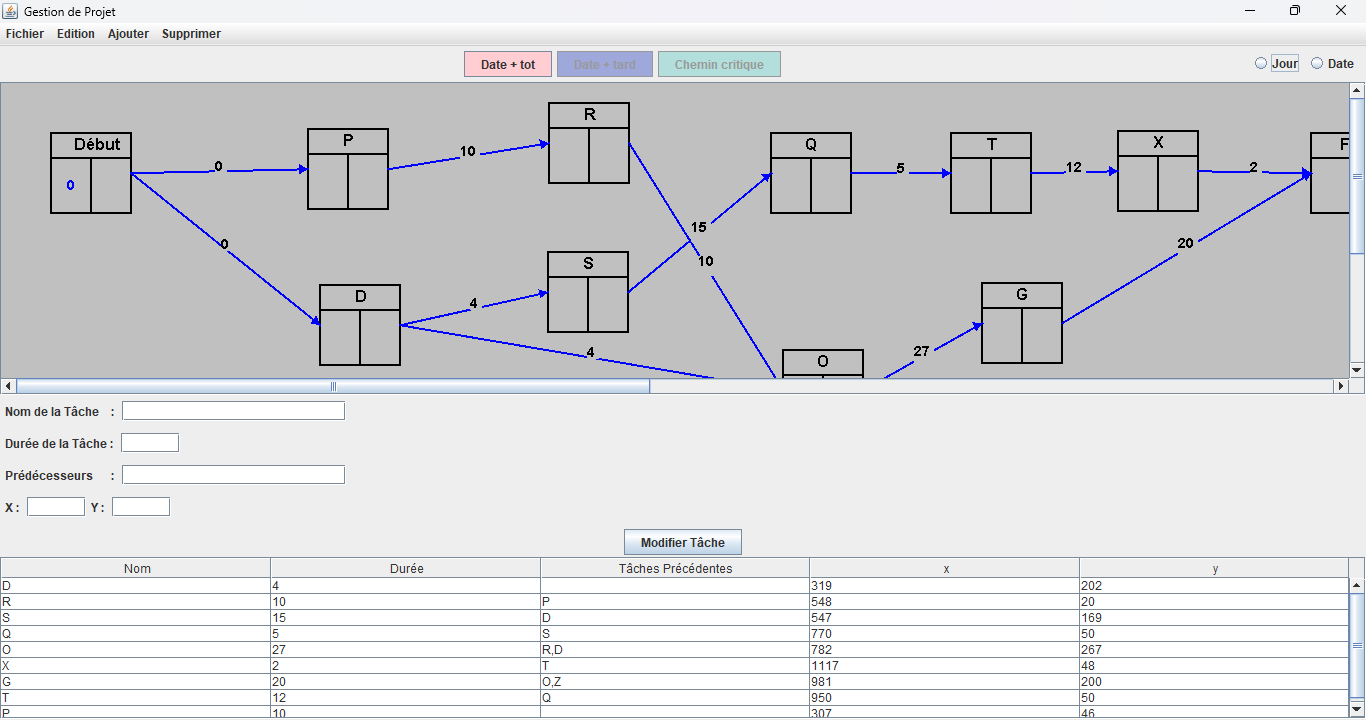 Gestion de Projet
Fichier Edition Ajouter Supprimer
Date + tot Date + tard Chemin critique Jour Date
R
Début P Q T X F
10
0 5 12 2
0
0 15
20
S 10
D G
4
4 27
O
Nom de la Tâche :
Durée de la Tâche :
Prédécesseurs :
X : Y :
Modifier Tâche
Nom Durée Tâches Précédentes x y
D 4 319 202
R 10 P 548 20
S 15 D 547 169
Q 5 S 770 50
O 27 R,D 782 267
X 2 T 1117 48
G 20 O,Z 981 200
T 12 Q 950 50
P 10 307 46